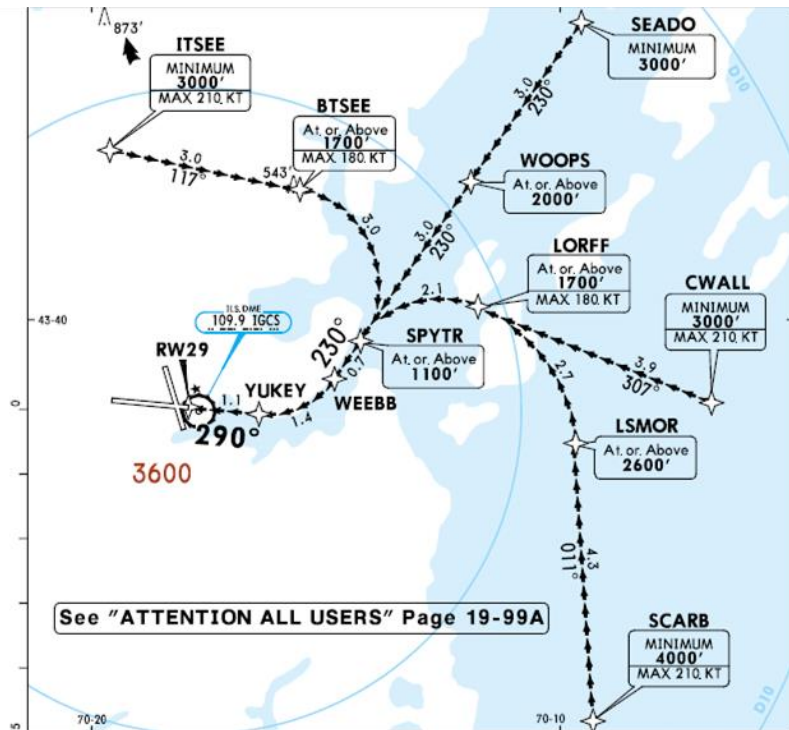 873'
ITSEE
MINIMUM
3000'
MAX 210 KT
BTSEE
At or Above
1700'
MAX 180 KT
SEADO
MINIMUM
3000'
D10
3.0
117°
543'
3.0
3.0
230°
WOOPS
At or Above
2000'
3.0
230°
LORFF
At or Above
1700'
MAX 180 KT
2.1
CWALL
MINIMUM
3000'
MAX 210 KT
43-40
ILS DME
109.9 IGCS
RW29
230°
SPYTR
At or Above
1100'
0.7
WEEBB
YUKEY
1.1
1.4
290°
3.9
307°
2.7
LSMOR
At or Above
2600'
0
3600
4.3
011°
See "ATTENTION ALL USERS" Page 19-99A
SCARB
MINIMUM
4000'
MAX 210 KT
5
70-20
70-10
D10